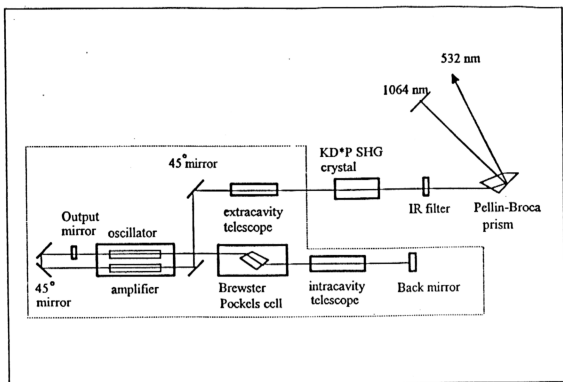 532 nm
1064 nm
KD*P SHG
crystal
45° mirror
extracavity
telescope
IR filter
Pellin-Broca
prism
Output
mirror
oscillator
45°
mirror
amplifier
Brewster
Pockels cell
intracavity
telescope
Back mirror